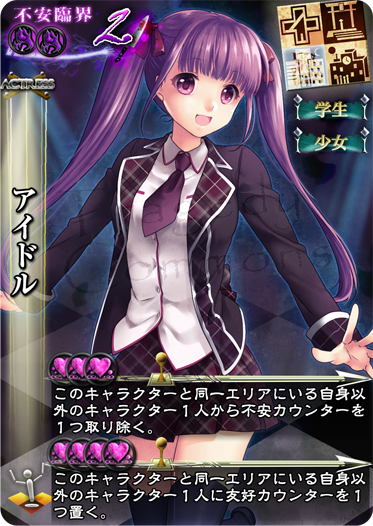 不安臨界
2
ACTRESS
学生
少女
アイドル
このキャラクターと同一エリアにいる自身以
外のキャラクター1人から不安カウンターを
1つ取り除く。
このキャラクターと同一エリアにいる自身以
外のキャラクター1人に友好カウンターを1
つ置く。